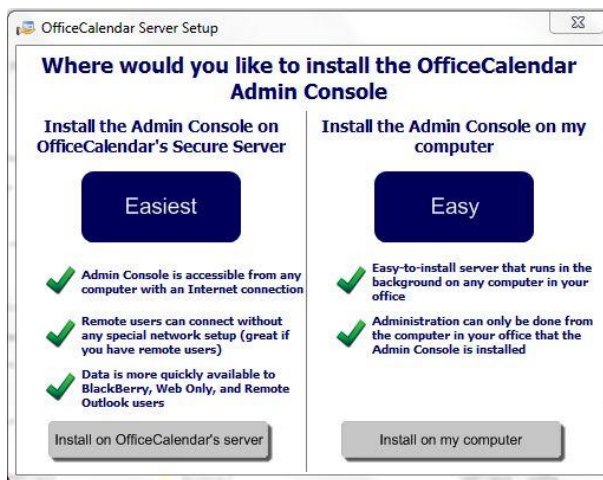 OfficeCalendar Server Setup
Where would you like to install the OfficeCalendar
Admin Console
Install the Admin Console on
OfficeCalendar's Secure Server
Easiest
Admin Console is accessible from any
computer with an Internet connection
Remote users can connect without
any special network setup (great if
you have remote users)
Data is more quickly available to
BlackBerry, Web Only, and Remote
Outlook users
Install on OfficeCalendar's server
Install the Admin Console on my
computer
Easy
Easy-to-install server that runs in the
background on any computer in your
office
Administration can only be done from
the computer in your office that the
Admin Console is installed
Install on my computer